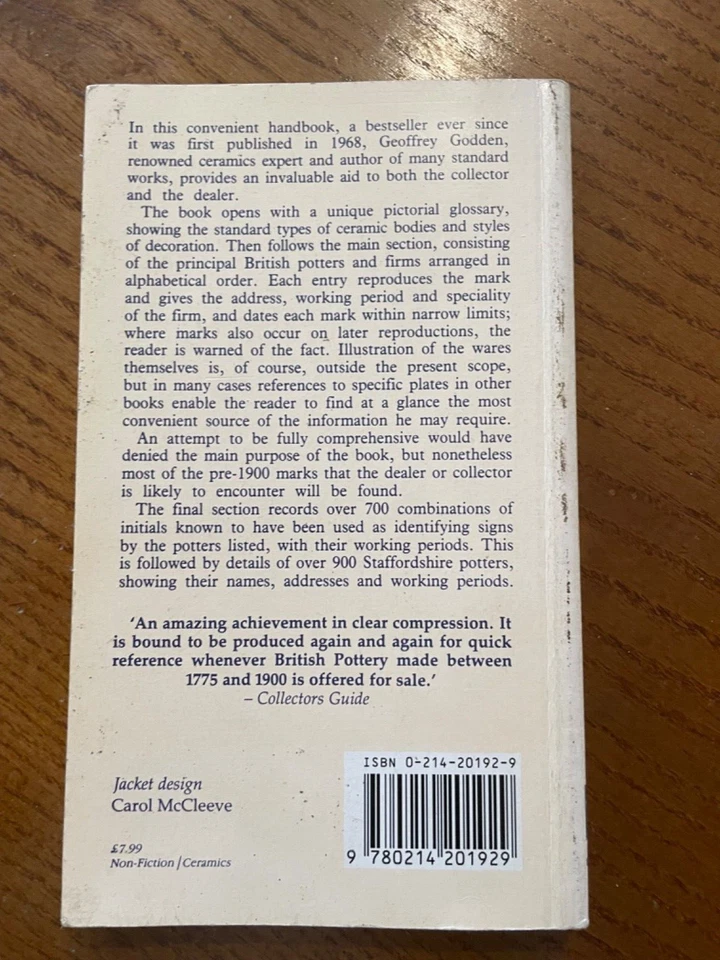 In this convenient handbook, a bestseller ever since
it was first published in 1968, Geoffrey Godden,
renowned ceramics expert and author of many standard
works, provides an invaluable aid to both the collector
and the dealer.
The book opens with a unique pictorial glossary,
showing the standard types of ceramic bodies and styles
of decoration. Then follows the main section, consisting
of the principal British potters and firms arranged in
alphabetical order. Each entry reproduces the mark
and gives the address, working period and speciality
of the firm, and dates each mark within narrow limits;
where marks also occur on later reproductions, the
reader is warned of the fact. Illustration of the wares
themselves is, of course, outside the present scope,
but in many cases references to specific plates in other
books enable the reader to find at a glance the most
convenient source of the information he may require.
An attempt to be fully comprehensive would have
denied the main purpose of the book, but nonetheless
most of the pre-1900 marks that the dealer or collector
is likely to encounter will be found.
The final section records over 700 combinations of
initials known to have been used as identifying signs
by the potters listed, with their working periods. This
is followed by details of over 900 Staffordshire potters,
showing their names, addresses and working periods.
'An amazing achievement in clear compression. It
is bound to be produced again and again for quick
reference whenever British Pottery made between
1775 and 1900 is offered for sale.'
– Collectors Guide
Jacket design
Carol McCleeve
£7.99
Non-Fiction/Ceramics
ISBN 0-214-20192-9
9 780214 201929